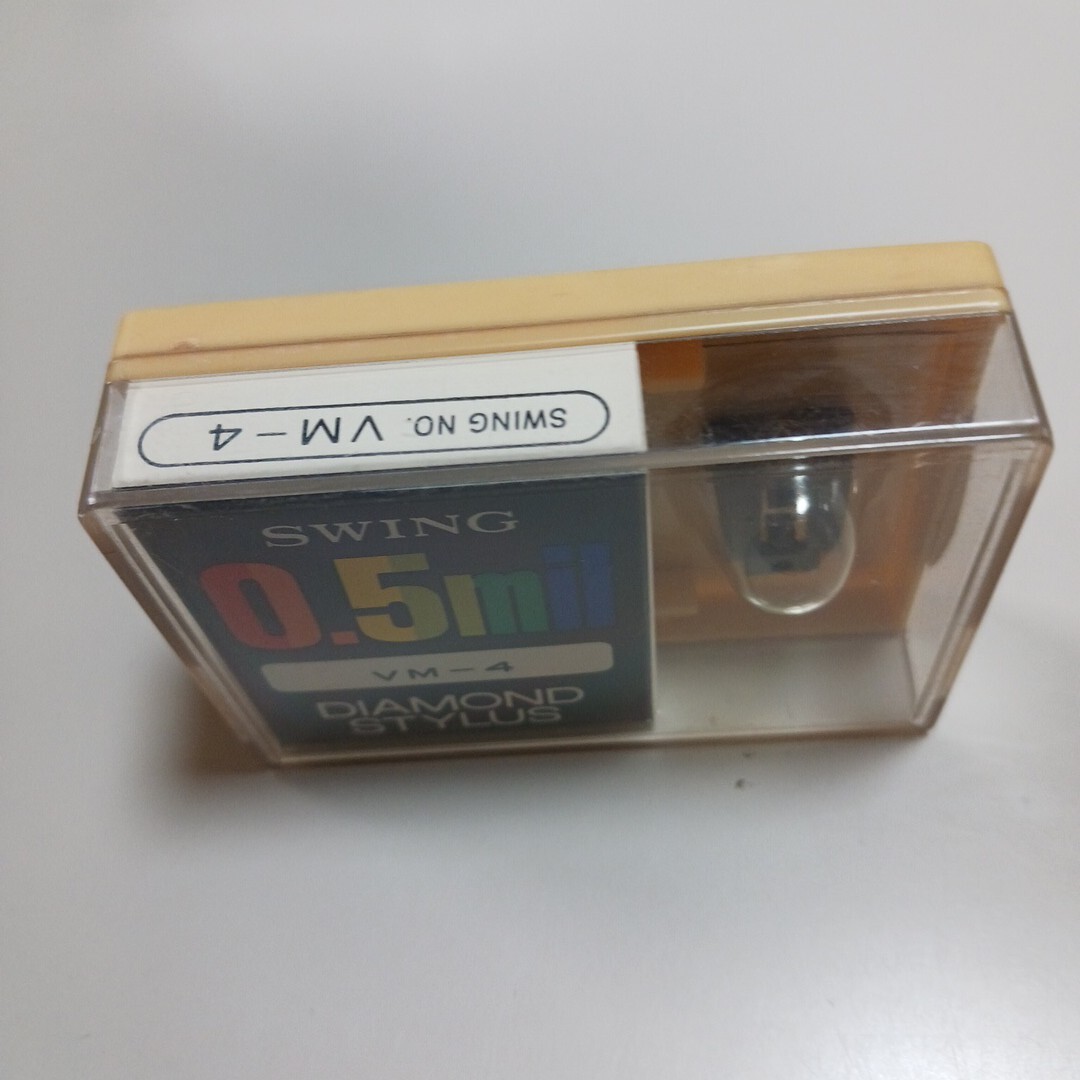 SWING NO. VM-4
SWING
0.5mil
VM-4
DIAMOND
STYLUS